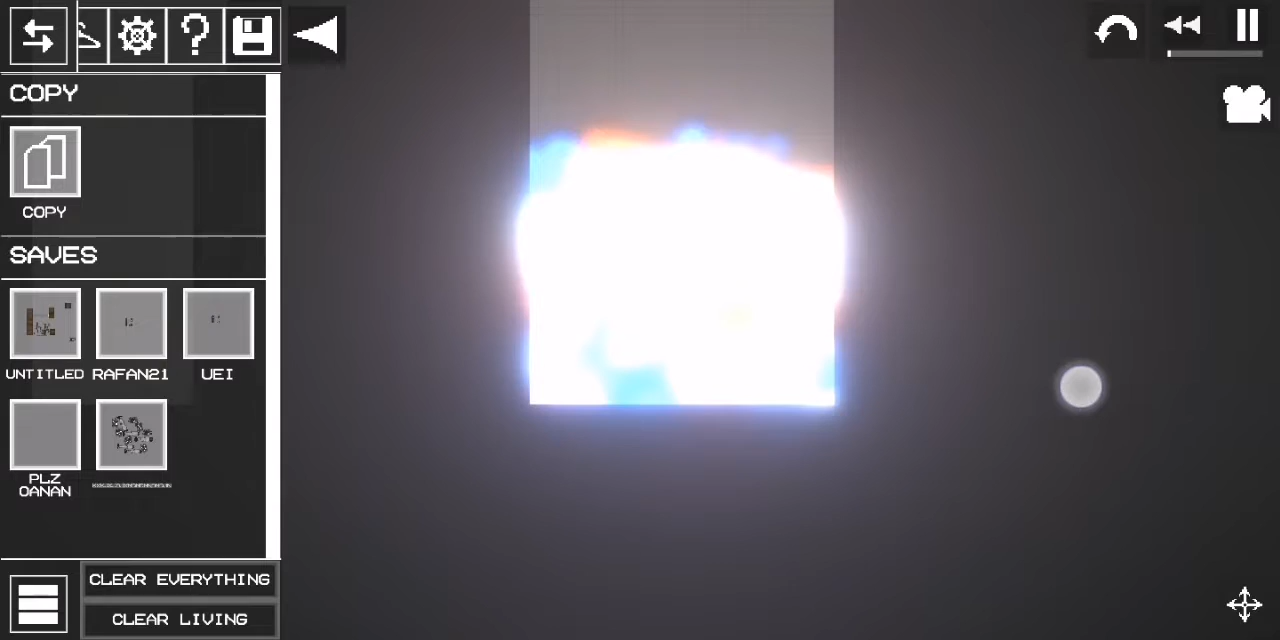 COPY
COPY
SAVES
UNTITLED RAFAN21 UEI
PLZ
OANAN
CLEAR EVERYTHING
CLEAR LIVING